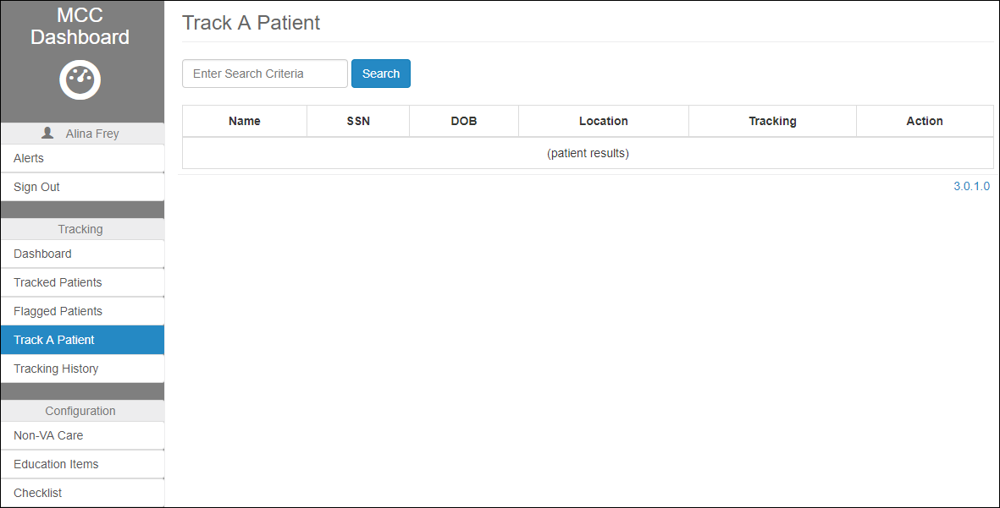 MCC
Dashboard
Alina Frey
Alerts
Sign Out
Tracking
Dashboard
Tracked Patients
Flagged Patients
Track A Patient
Tracking History
Configuration
Non-VA Care
Education Items
Checklist
Track A Patient
Enter Search Criteria Search
Name SSN DOB Location Tracking Action
(patient results)
3.0.1.0